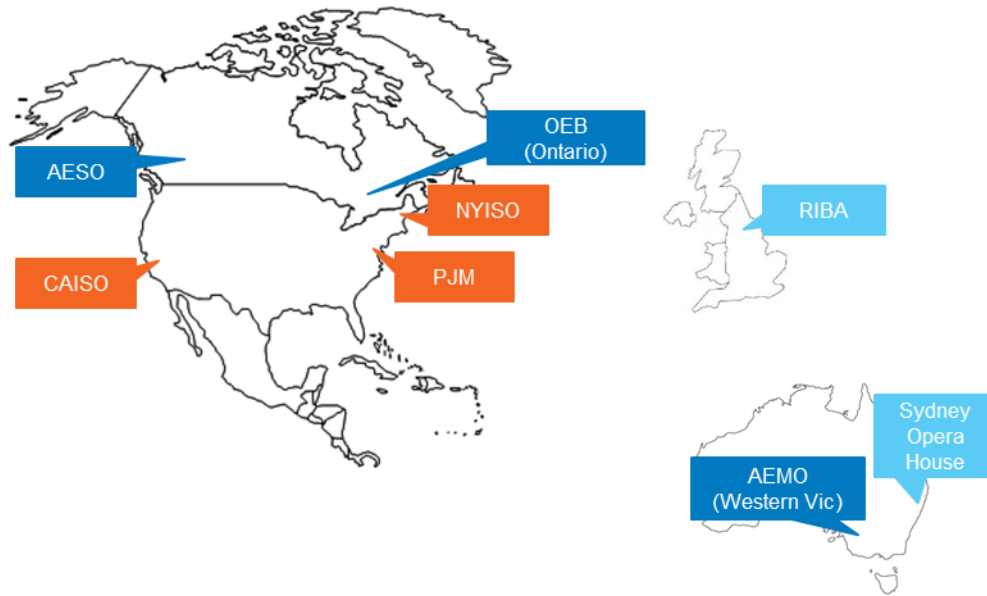 OEB
(Ontario)
AESO
NYISO
RIBA
CAISO
PJM
Sydney
Opera
House
AEMO
(Western Vic)